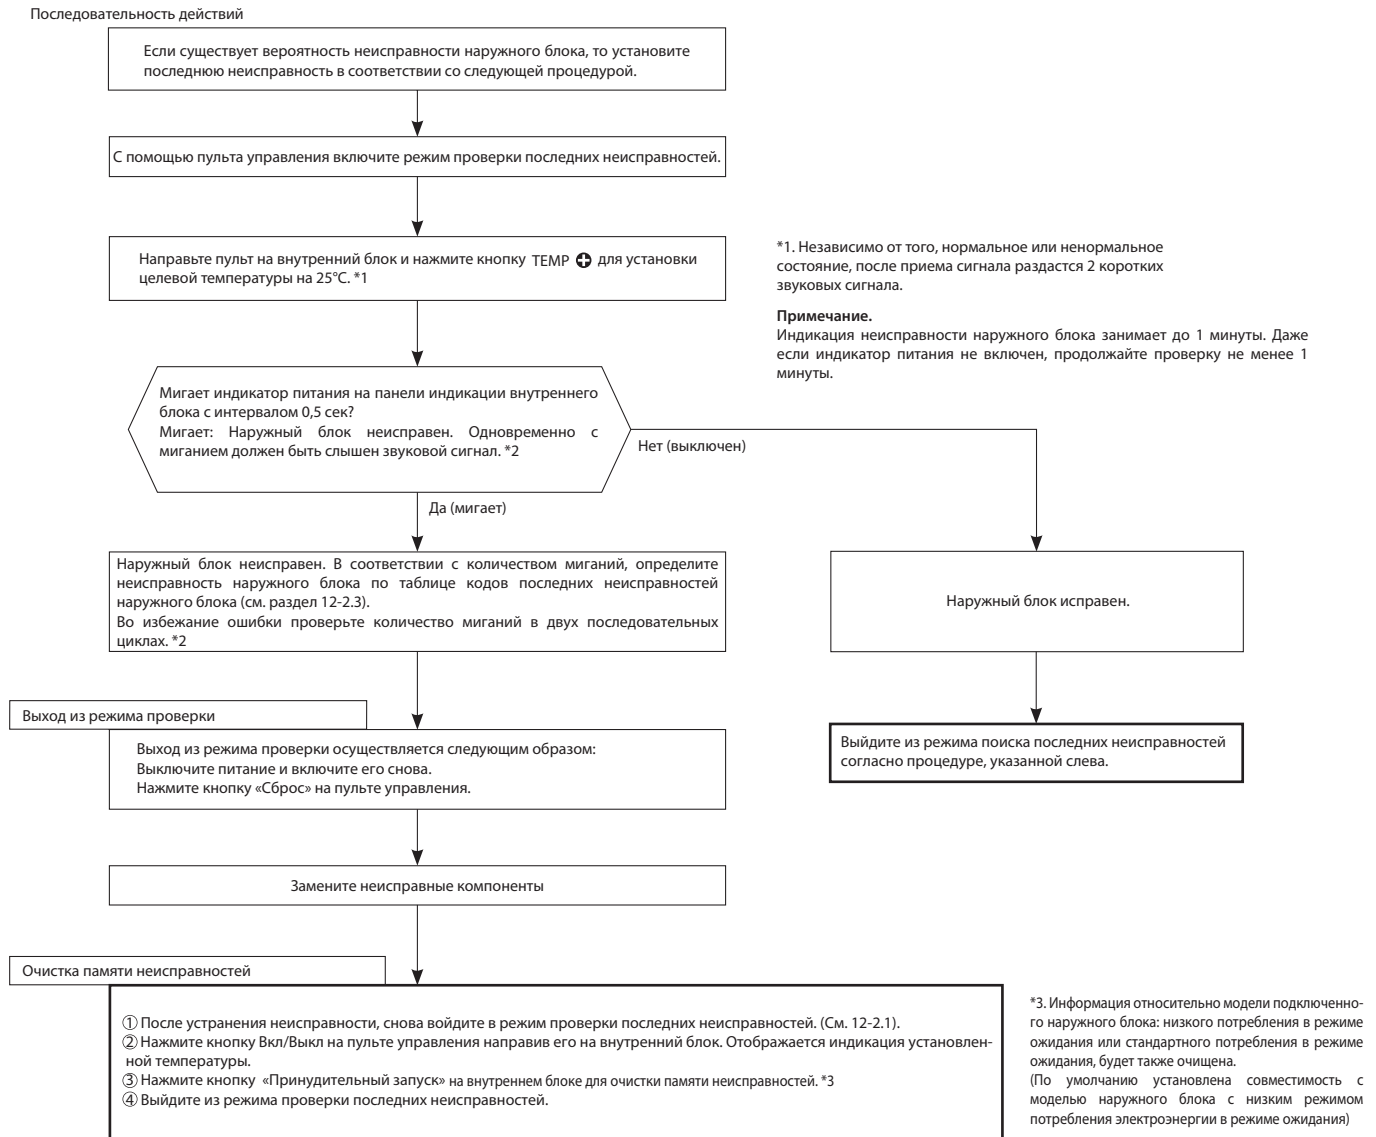 Последовательность действий
Если существует вероятность неисправности наружного блока, то установите
последнюю неисправность в соответствии со следующей процедурой.
С помощью пульта управления включите режим проверки последних неисправностей.
Направьте пульт на внутренний блок и нажмите кнопку TEMP + для установки
целевой температуры на 25°C. *1
*1. Независимо от того, нормальное или ненормальное
состояние, после приема сигнала раздастся 2 коротких
звуковых сигнала.
Примечание.
Индикация неисправности наружного блока занимает до 1 минуты. Даже
если индикатор питания не включен, продолжайте проверку не менее 1
минуты.
Мигает индикатор питания на панели индикации внутреннего
блока с интервалом 0,5 сек?
Мигает: Наружный блок неисправен. Одновременно с
миганием должен быть слышен звуковой сигнал. *2
Нет (выключен)
Да (мигает)
Наружный блок неисправен. В соответствии с количеством миганий, определите
неисправность наружного блока по таблице кодов последних неисправностей
наружного блока (см. раздел 12-2.3).
Во избежание ошибки проверьте количество миганий в двух последовательных
циклах. *2
Наружный блок исправен.
Выход из режима проверки
Выход из режима проверки осуществляется следующим образом:
Выключите питание и включите его снова.
Нажмите кнопку «Сброс» на пульте управления.
Выйдите из режима поиска последних неисправностей
согласно процедуре, указанной слева.
Замените неисправные компоненты
Очистка памяти неисправностей
① После устранения неисправности, снова войдите в режим проверки последних неисправностей. (См. 12-2.1).
② Нажмите кнопку Вкл/Выкл на пульте управления направив его на внутренний блок. Отображается индикация установлен-
ной температуры.
③ Нажмите кнопку «Принудительный запуск» на внутреннем блоке для очистки памяти неисправностей. *3
④ Выйдите из режима проверки последних неисправностей.
*3. Информация относительно модели подключенно-
го наружного блока: низкого потребления в режиме
ожидания или стандартного потребления в режиме
ожидания, будет также очищена.
(По умолчанию установлена совместимость с
моделью наружного блока с низким режимом
потребления электроэнергии в режиме ожидания)